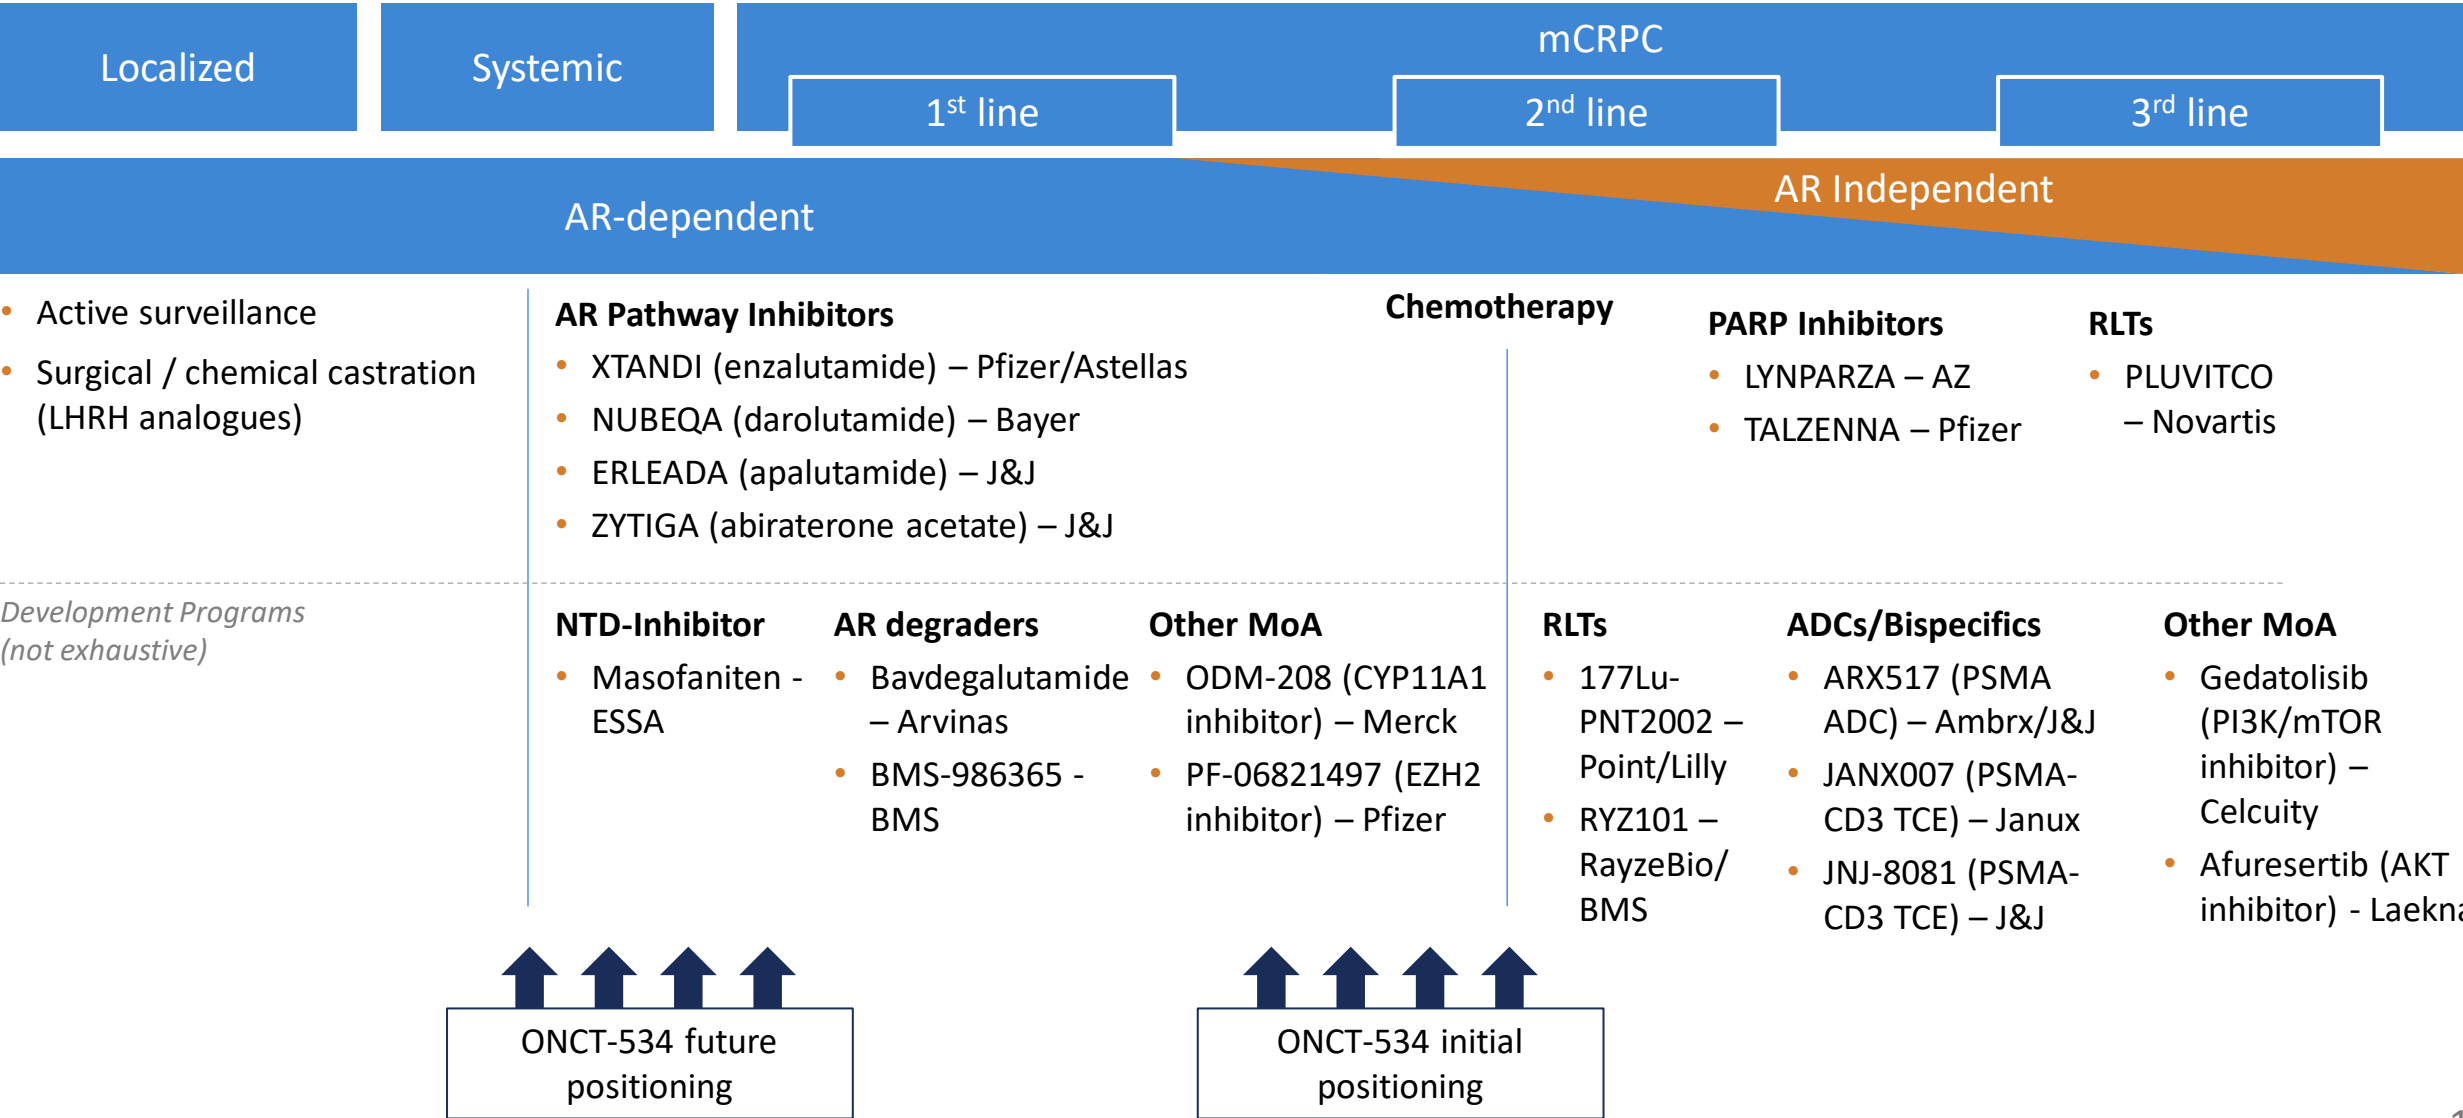 Localized
Systemic
mCRPC
1st line
2nd line
3rd line
AR-dependent
AR Independent
• Active surveillance
• Surgical / chemical castration
(LHRH analogues)
AR Pathway Inhibitors
• XTANDI (enzalutamide) – Pfizer/Astellas
• NUBEQA (darolutamide) – Bayer
• ERLEADA (apalutamide) – J&J
• ZYTIGA (abiraterone acetate) – J&J
Chemotherapy
PARP Inhibitors
• LYNPARZA – AZ
• TALZENNA – Pfizer
RLTs
• PLUVITCO
– Novartis
Development Programs
(not exhaustive)
NTD-Inhibitor
• Masofaniten -
ESSA
AR degraders
• Bavdegalutamide
– Arvinas
• BMS-986365 -
BMS
Other MoA
• ODM-208 (CYP11A1
inhibitor) – Merck
• PF-06821497 (EZH2
inhibitor) – Pfizer
RLTs
• 177Lu-
PNT2002 –
Point/Lilly
• RYZ101 –
RayzeBio/
BMS
ADCs/Bispecifics
• ARX517 (PSMA
ADC) – Ambrx/J&J
• JANX007 (PSMA-
CD3 TCE) – Janux
• JNJ-8081 (PSMA-
CD3 TCE) – J&J
Other MoA
• Gedatolisib
(PI3K/mTOR
inhibitor) –
Celcuity
• Afuresertib (AKT
inhibitor) - Laekna
ONCT-534 future
positioning
ONCT-534 initial
positioning